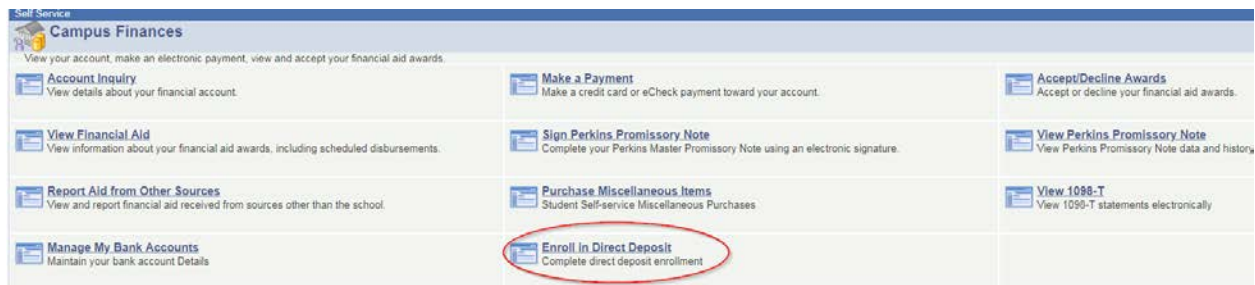 Self Service
Campus Finances
View your account, make an electronic payment, view and accept your financial aid awards.
Account Inquiry
View details about your financial account.
Make a Payment
Make a credit card or eCheck payment toward your account.
Accept/Decline Awards
Accept or decline your financial aid awards.
View Financial Aid
View information about your financial aid awards, including scheduled disbursements.
Sign Perkins Promissory Note
Complete your Perkins Master Promissory Note using an electronic signature.
View Perkins Promissory Note
View Perkins Promissory Note data and history
Report Aid from Other Sources
View and report financial aid received from sources other than the school.
Purchase Miscellaneous Items
Student Self-service Miscellaneous Purchases
View 1098-T
View 1098-T statements electronically
Manage My Bank Accounts
Maintain your bank account Details
Enroll in Direct Deposit
Complete direct deposit enrollment